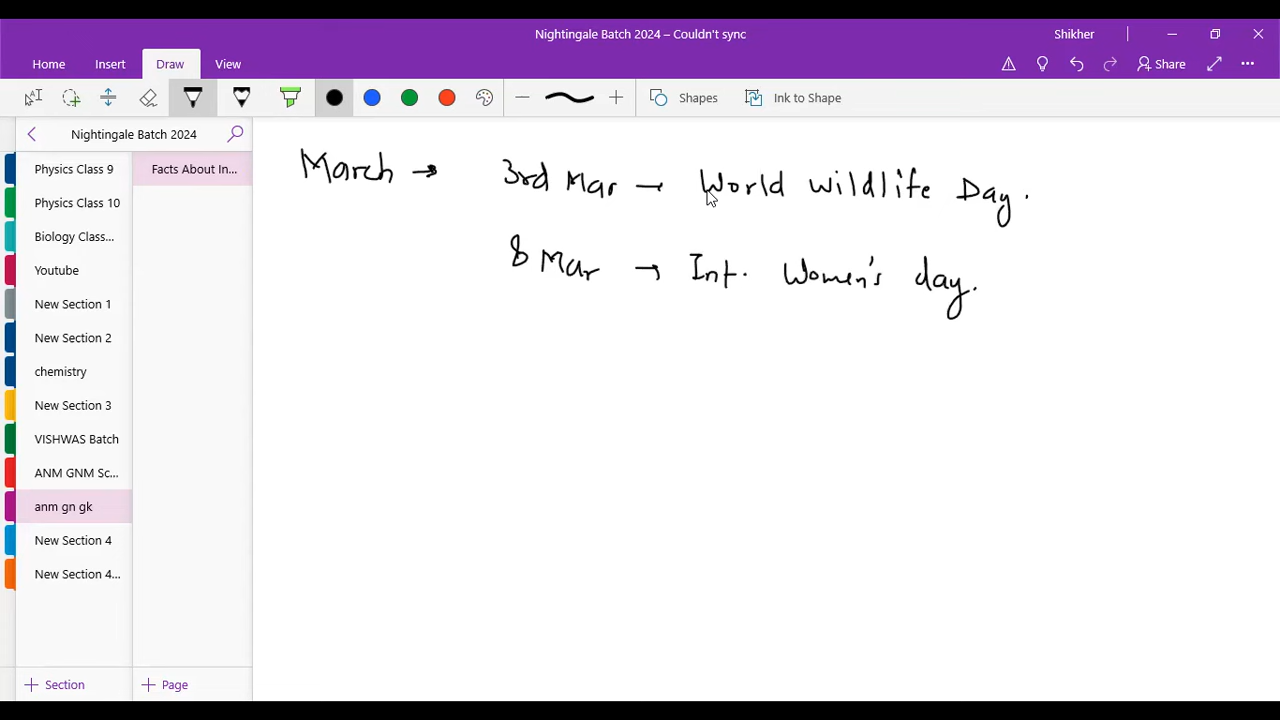 Nightingale Batch 2024 – Couldn't sync
Shikher
Home Insert Draw View
Share
Shapes Ink to Shape
Nightingale Batch 2024
Physics Class 9
Physics Class 10
Biology Class...
Youtube
New Section 1
New Section 2
chemistry
New Section 3
VISHWAS Batch
ANM GNM Sc...
anm gn gk
New Section 4
New Section 4...
+ Section
Facts About In...
+ Page
March → 3rd Mar → World Wildlife Day.
8 Mar → Int. Women's day.